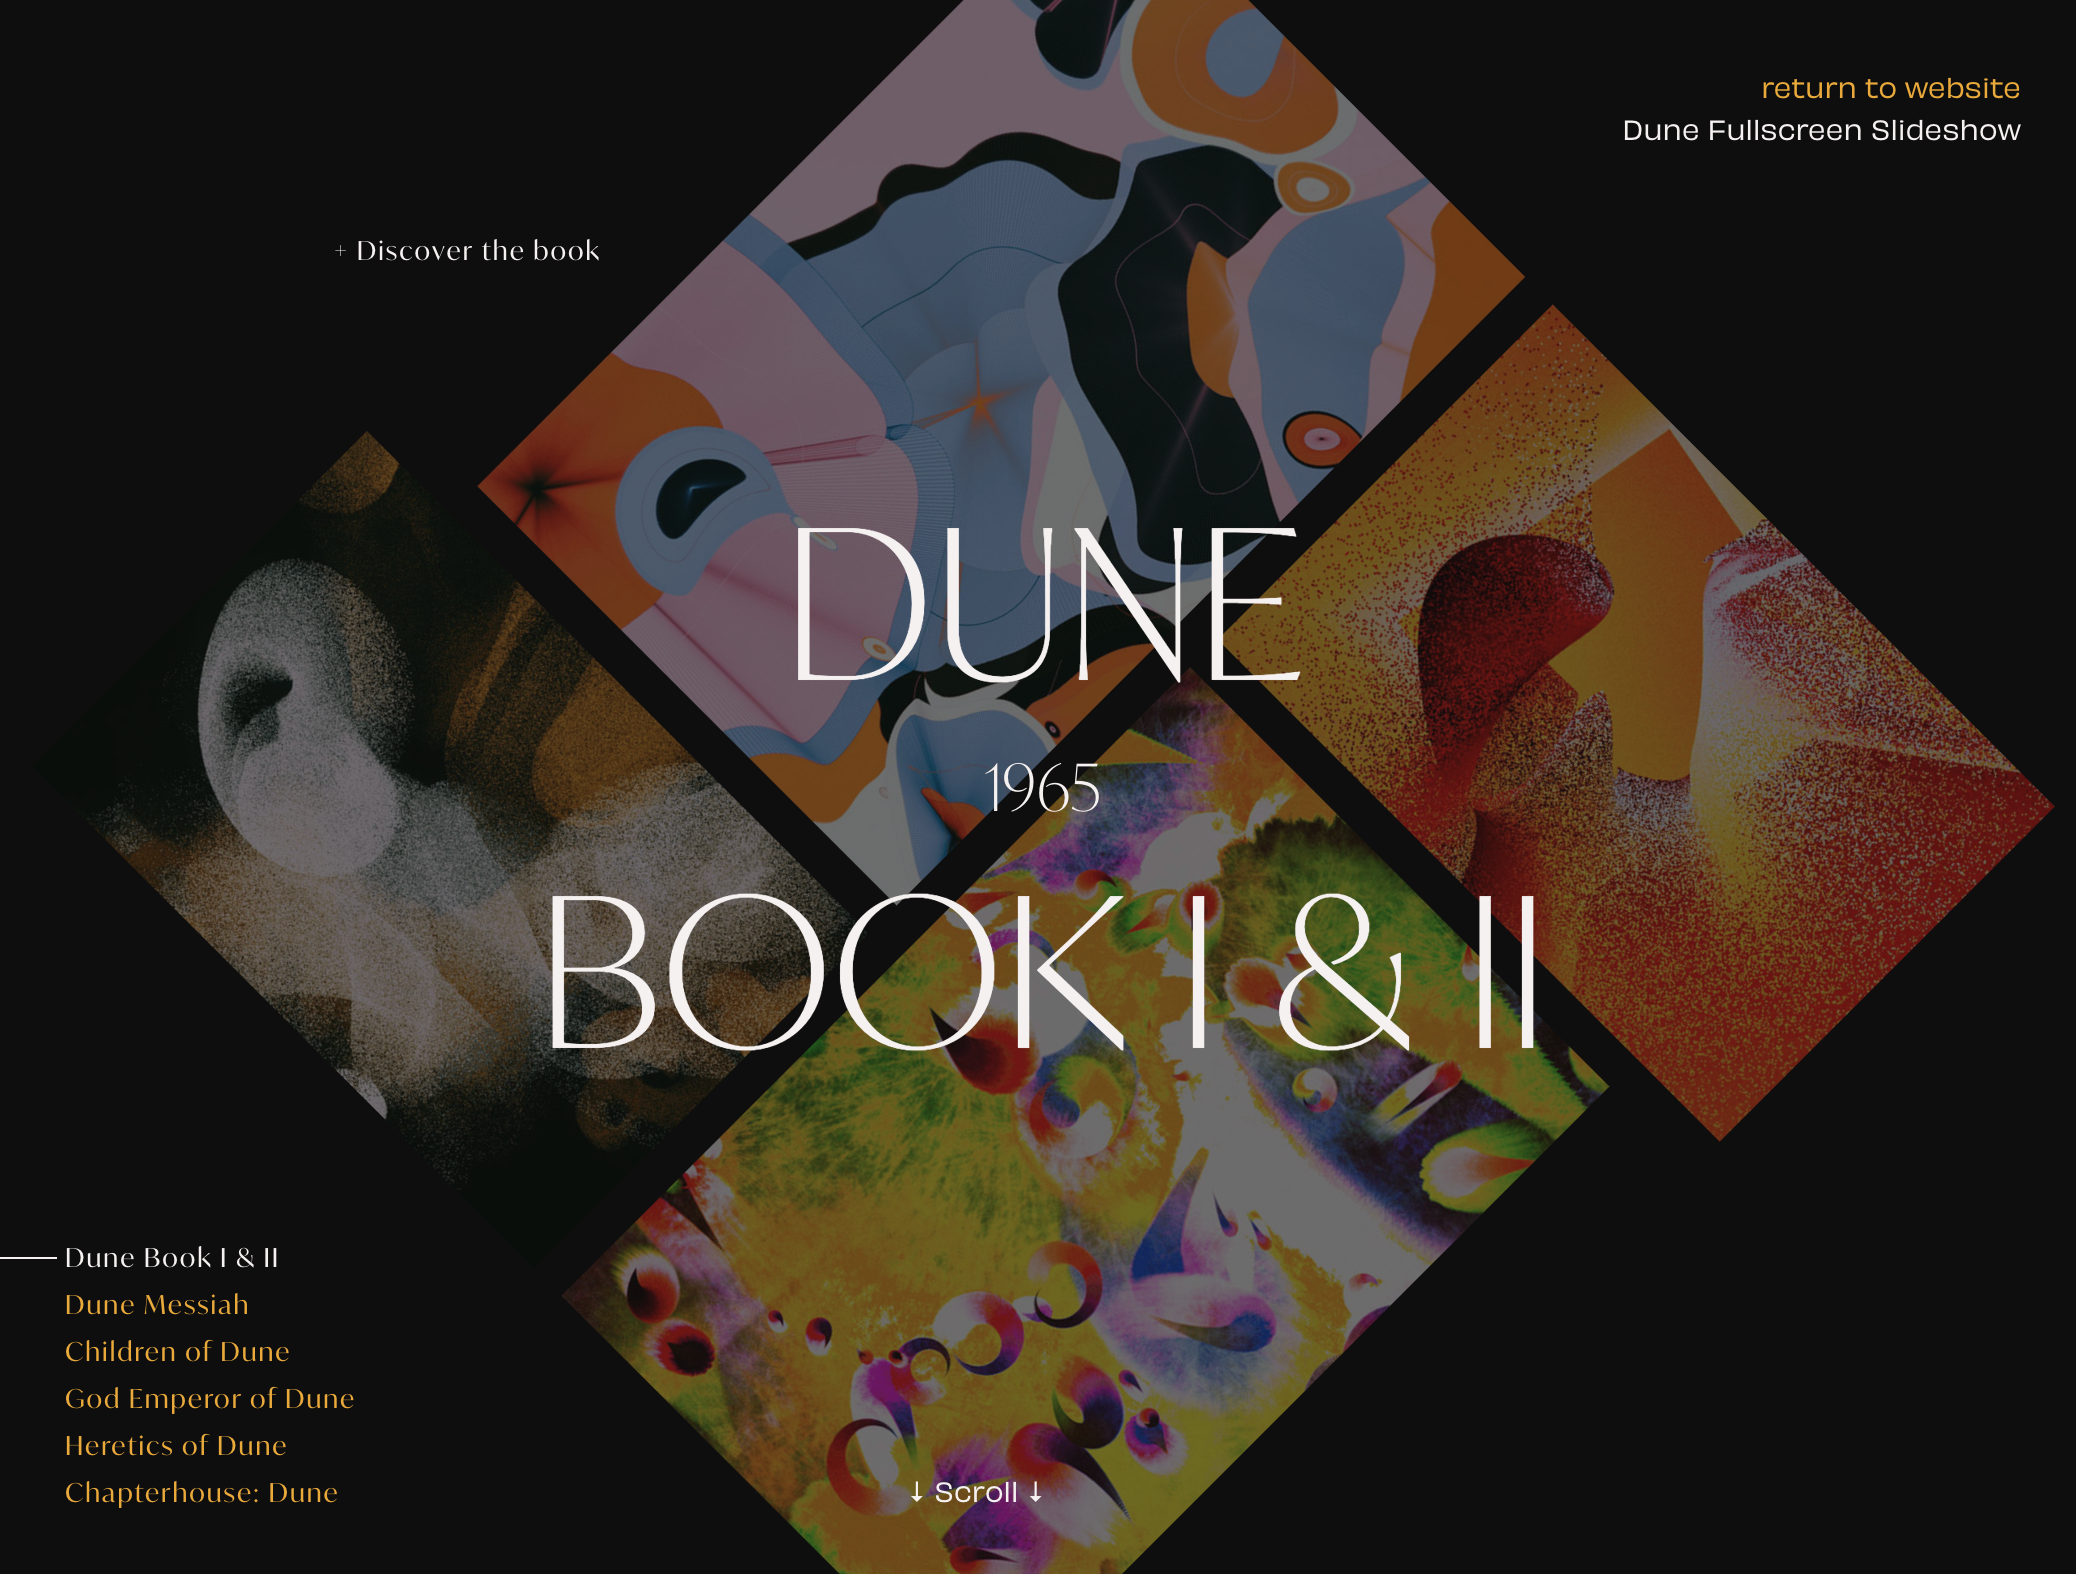 return to website
Dune Fullscreen Slideshow
+ Discover the book
DUNE
1965
BOOK I & II
Dune Book I & II
Dune Messiah
Children of Dune
God Emperor of Dune
Heretics of Dune
Chapterhouse: Dune
↓ Scroll ↓